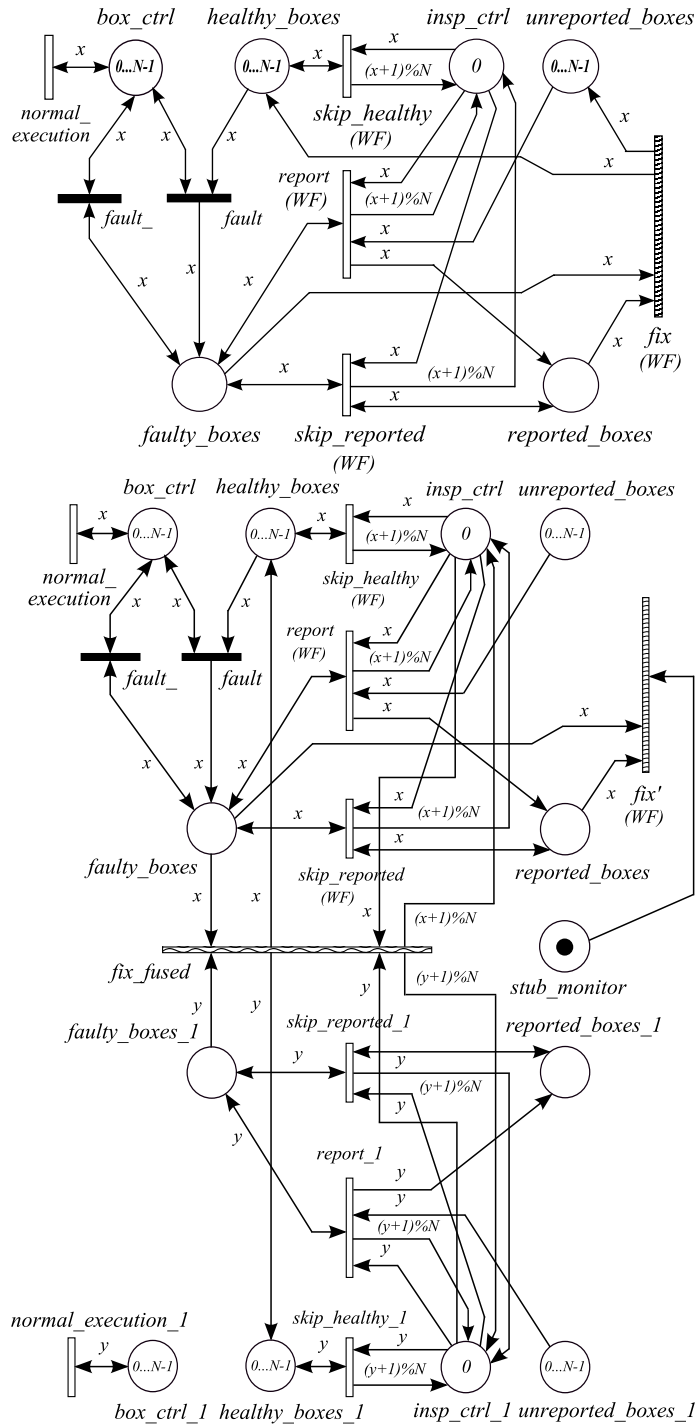 box_ctrl healthy_boxes insp_ctrl unreported_boxes
x 0...N-1 0...N-1 x x 0 0...N-1
(x+1)%N
normal_
execution
skip_healthy
(WF)
x x x x
report
(WF)
x x
(x+1)%N
fault_ fault
x
x
x x x x
fix
(WF)
x x
x (x+1)%N
x
faulty_boxes skip_reported reported_boxes
(WF)
box_ctrl healthy_boxes insp_ctrl unreported_boxes
x 0...N-1 0...N-1 x x 0 0...N-1
(x+1)%N
normal_
execution
skip_healthy
(WF)
x x x
report
(WF)
x
(x+1)%N
fault_ fault
x
x
x
x x x
x
x
fix'
(WF)
x (x+1)%N
x
faulty_boxes skip_reported reported_boxes
(WF)
x x x
(x+1)%N
fix_fused
(y+1)%N
stub_monitor
y y y
faulty_boxes_1 skip_reported_1 reported_boxes_1
y y
(y+1)%N
y
y
report_1
y
y
(y+1)%N
y
normal_execution_1 skip_healthy_1
y 0...N-1 0...N-1 y y 0 0...N-1
(y+1)%N
box_ctrl_1 healthy_boxes_1 insp_ctrl_1 unreported_boxes_1